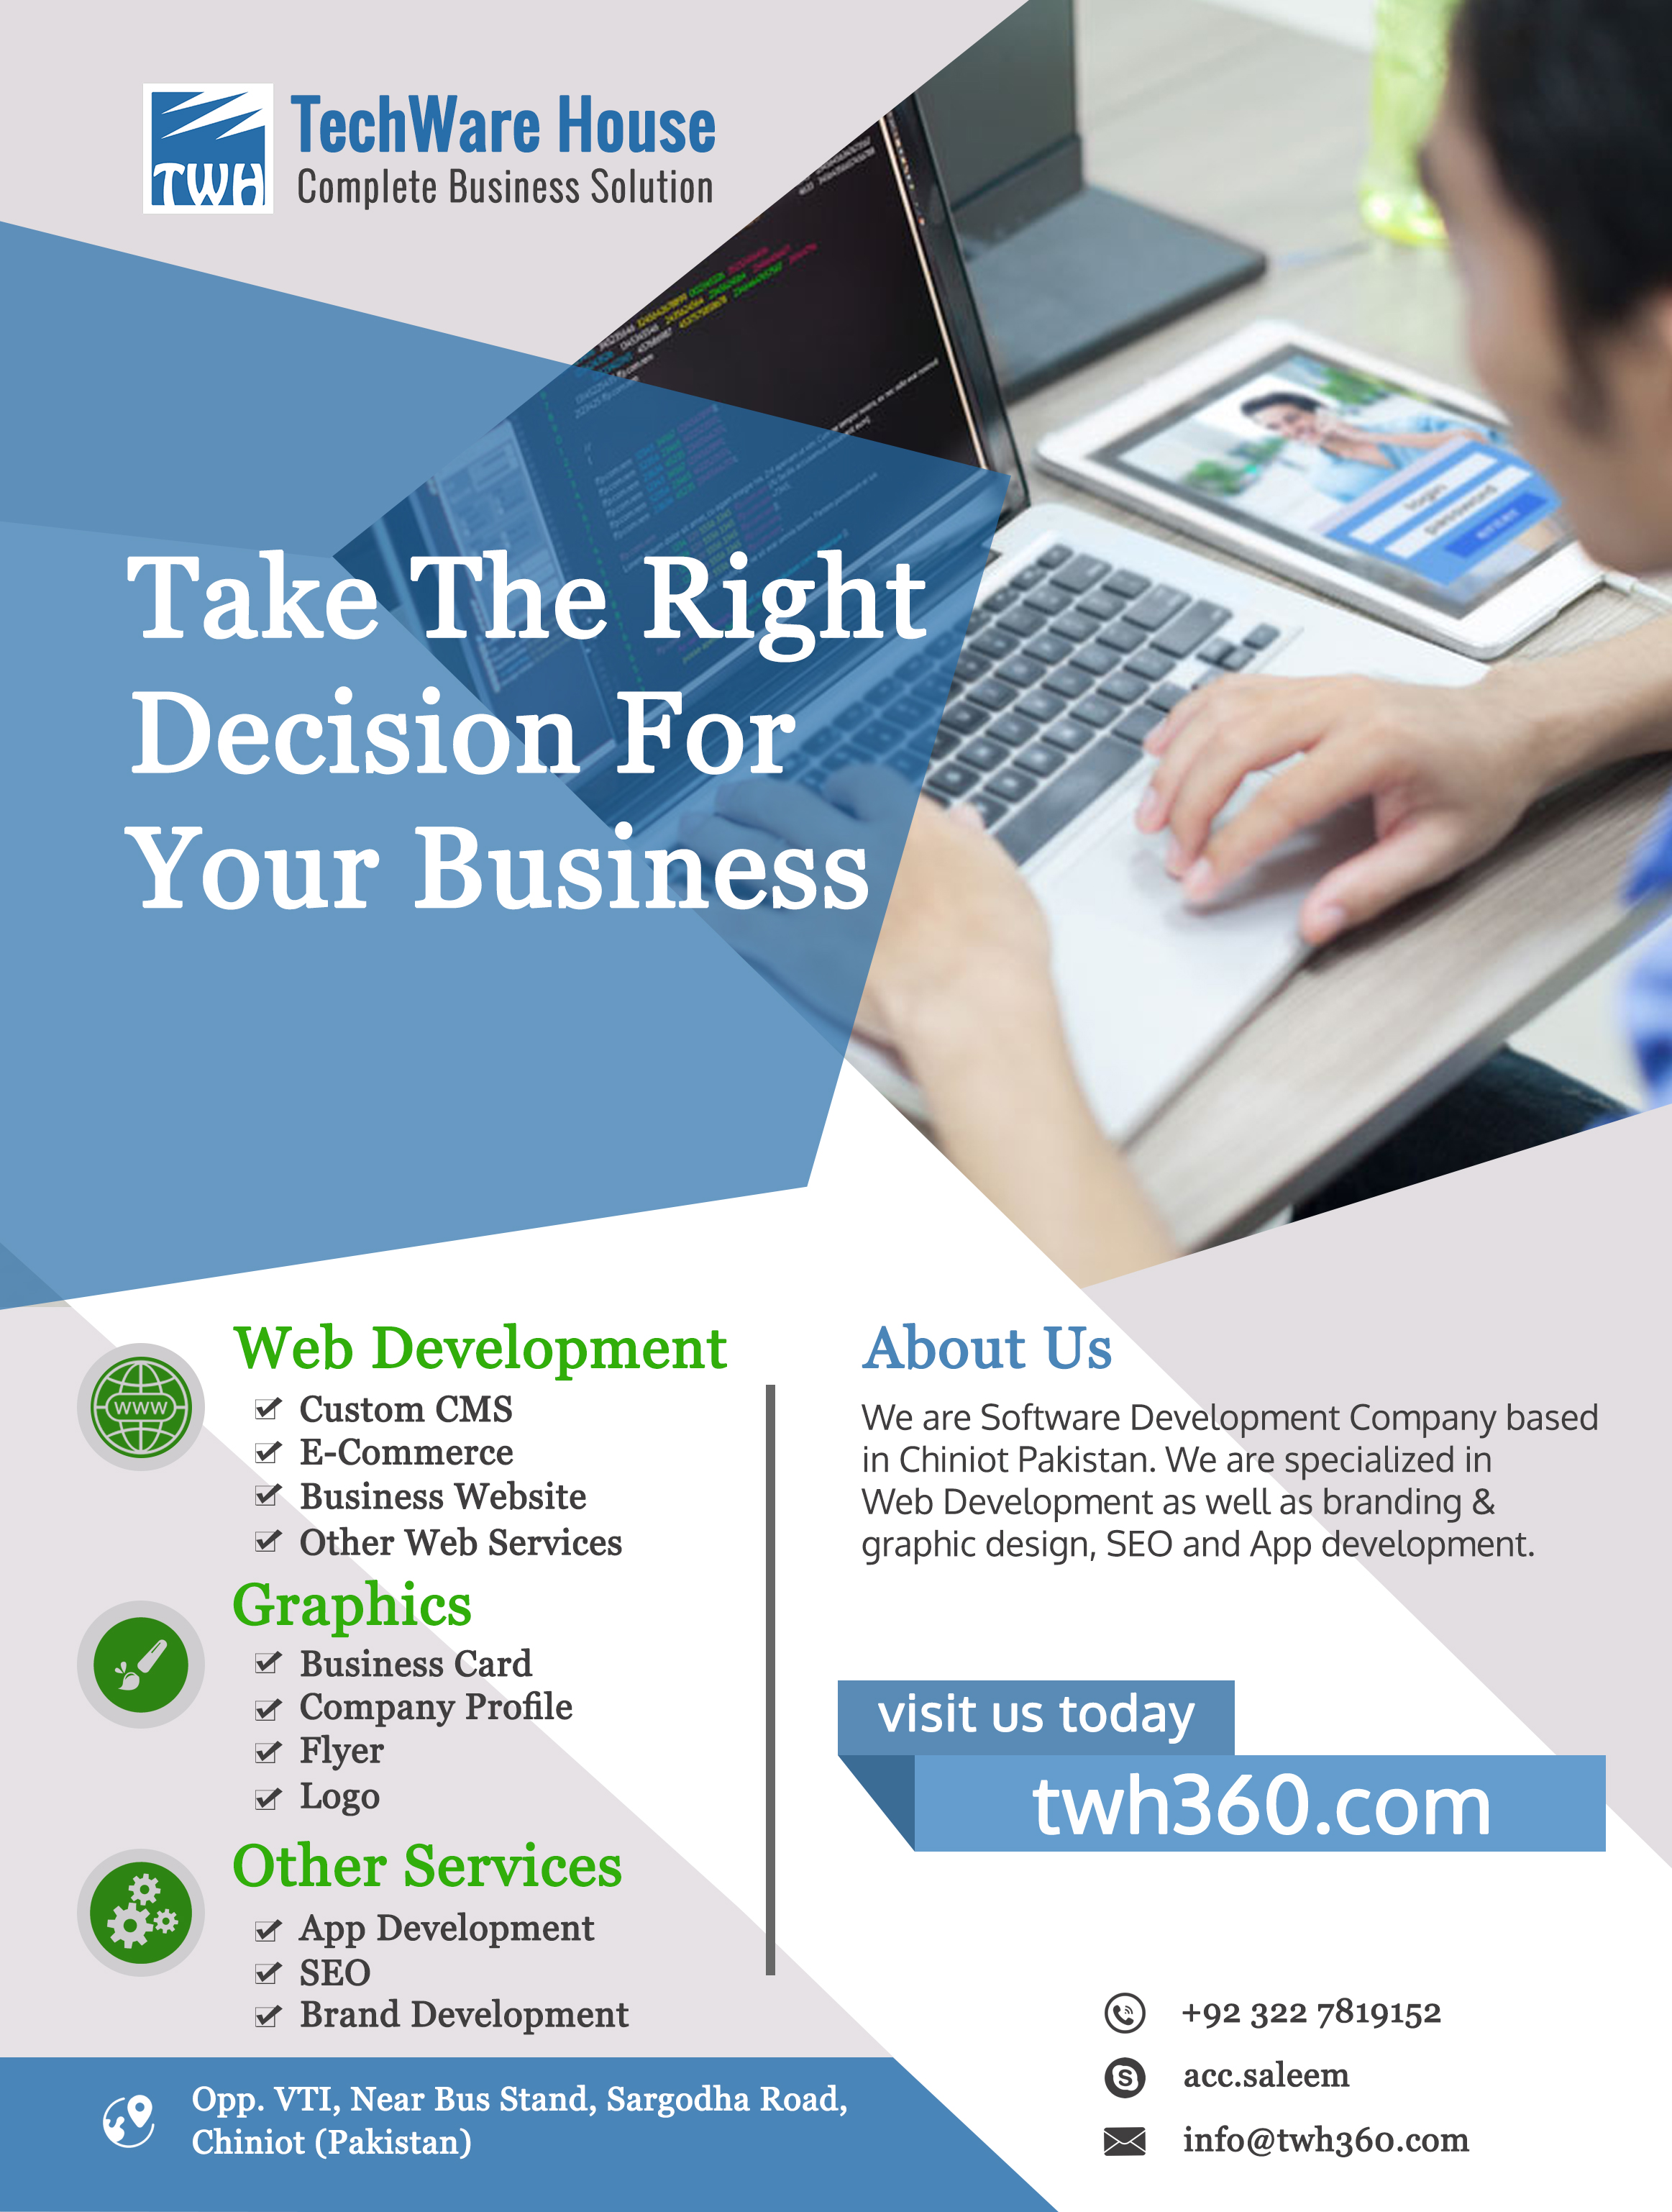 TWH
TechWare House
Complete Business Solution
login
password
Take The Right
Decision For
Your Business
Web Development
www
Custom CMS
E-Commerce
Business Website
Other Web Services
Graphics
Business Card
Company Profile
Flyer
Logo
Other Services
App Development
SEO
Brand Development
About Us
We are Software Development Company based
in Chiniot Pakistan. We are specialized in
Web Development as well as branding &
graphic design, SEO and App development.
visit us today
twh360.com
+92 322 7819152
acc.saleem
info@twh360.com
Opp. VTI, Near Bus Stand, Sargodha Road,
Chiniot (Pakistan)